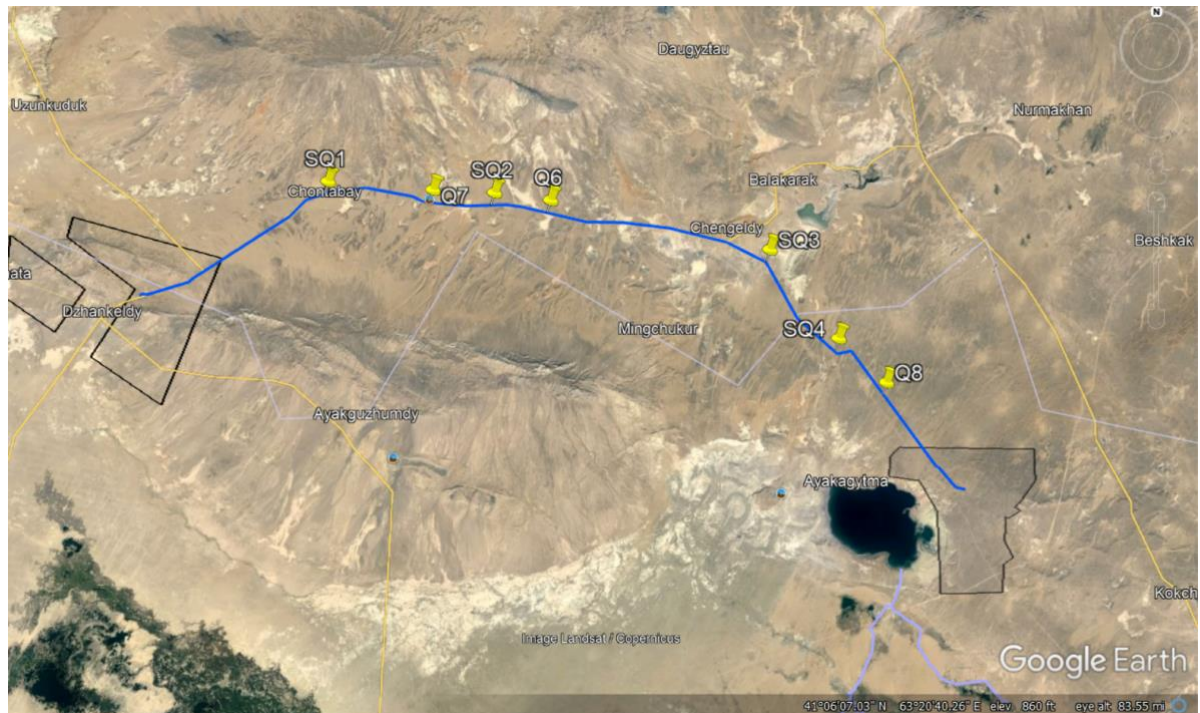 N
Daugyztau
Uzunkuduk
Nurmakhan
SQ1
SQ2
Q6
Balakarak
Chontabay
Q7
Chengeldy
SQ3
Beshkak
ata
Dzhankeldy
Mingchukur
SQ4
Q8
Ayakguzhumdy
Ayakagytma
Kokch
Image Landsat / Copernicus
Google Earth
41°06'07.03" N 63°20'40.26" E elev 860 ft eye alt 83.55 mi